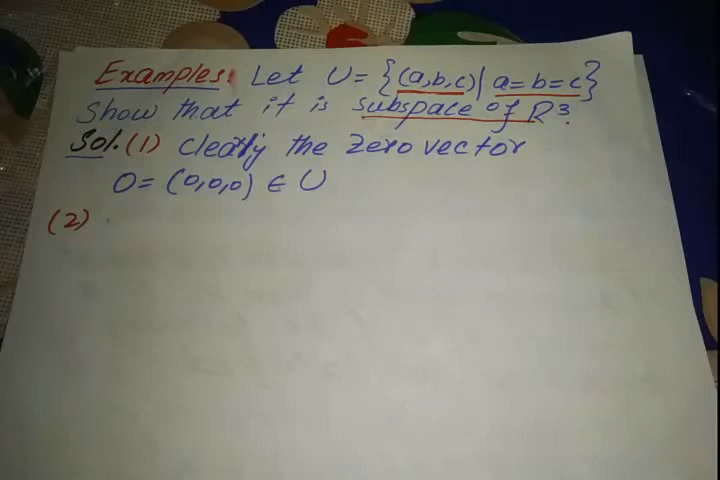 Examples: Let U = {(a,b,c) | a=b=c}
Show that it is subspace of R³.
Sol. (1) Clearly the Zero vector
O = (0,0,0) ∈ U
(2)